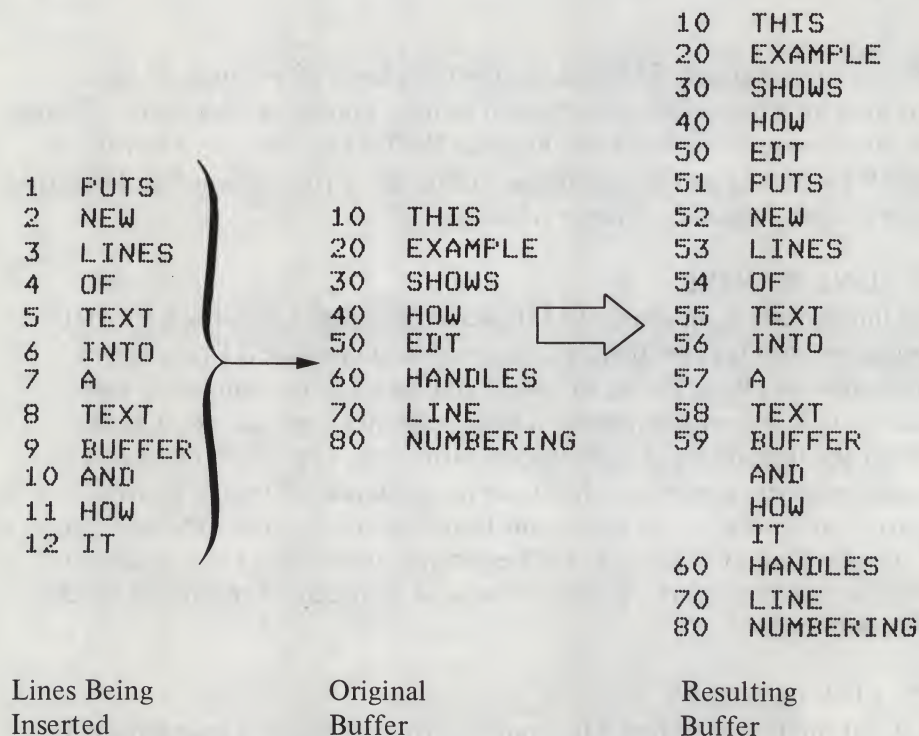 1 PUTS
2 NEW
3 LINES
4 OF
5 TEXT
6 INTO
7 A
8 TEXT
9 BUFFER
10 AND
11 HOW
12 IT
Lines Being
Inserted
10 THIS
20 EXAMPLE
30 SHOWS
40 HOW
50 EDT
60 HANDLES
70 LINE
80 NUMBERING
Original
Buffer
10 THIS
20 EXAMPLE
30 SHOWS
40 HOW
50 EDT
51 PUTS
52 NEW
53 LINES
54 OF
55 TEXT
56 INTO
57 A
58 TEXT
59 BUFFER
AND
HOW
IT
60 HANDLES
70 LINE
80 NUMBERING
Resulting
Buffer